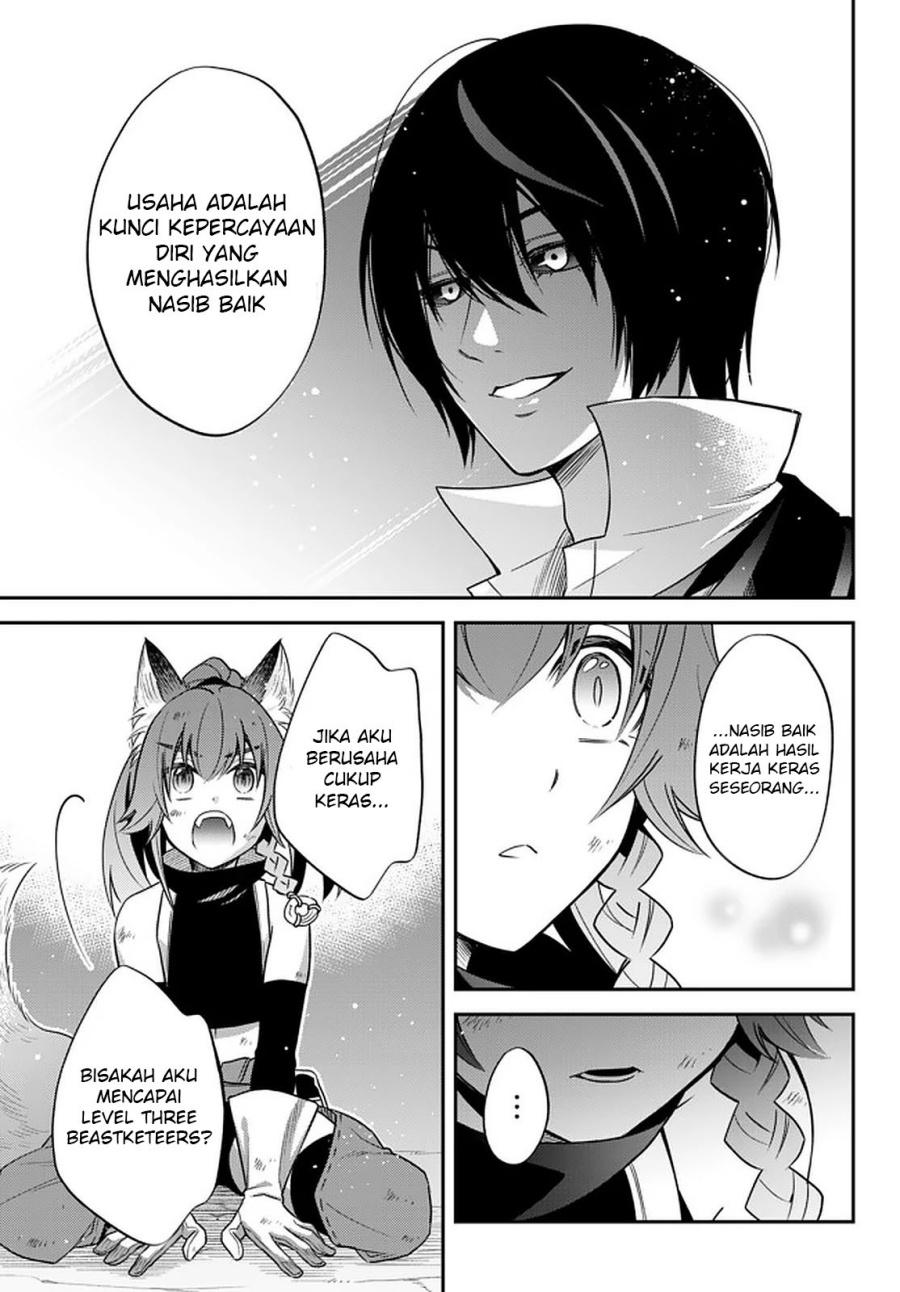 USAHA ADALAH
KUNCI KEPERCAYAAN
DIRI YANG
MENGHASILKAN
NASIB BAIK
...NASIB BAIK
ADALAH HASIL
KERJA KERAS
SESEORANG...
...
JIKA AKU
BERUSAHA
CUKUP
KERAS...
BISAKAH AKU
MENCAPAI
LEVEL THREE
BEASTKETEERS?